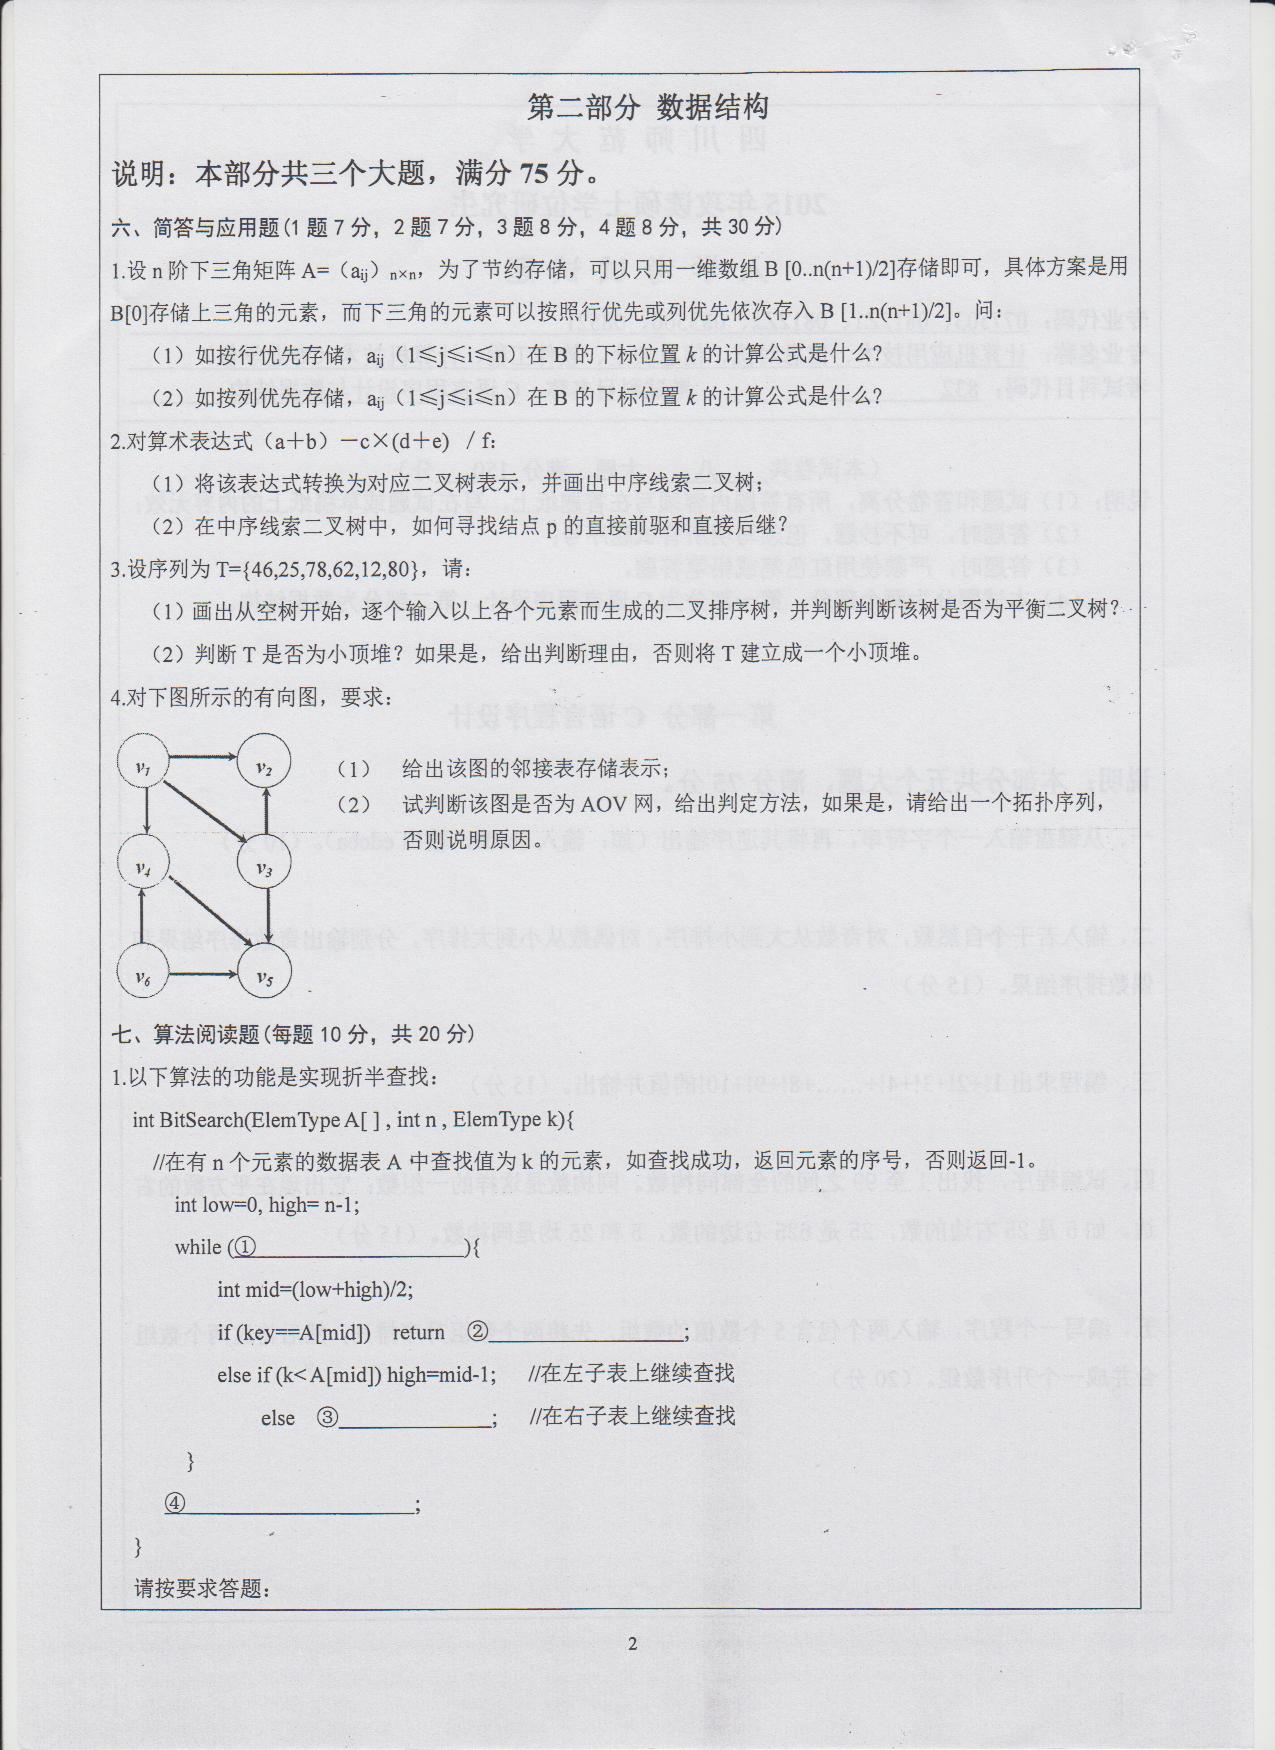 第二部分 数据结构
说明：本部分共三个大题，满分 75 分。
六、简答与应用题(1 题 7 分，2 题 7 分，3 题 8 分，4 题 8 分，共 30 分)
1.设 n 阶下三角矩阵 A=（aij）n×n，为了节约存储，可以只用一维数组 B [0..n(n+1)/2]存储即可，具体方案是用
B[0]存储上三角的元素，而下三角的元素可以按照行优先或列优先依次存入 B [1..n(n+1)/2]。问：
（1）如按行优先存储，aij（1≤j≤i≤n）在 B 的下标位置 k 的计算公式是什么?
（2）如按列优先存储，aij（1≤j≤i≤n）在 B 的下标位置 k 的计算公式是什么?
2.对算术表达式（a＋b）－c×(d＋e) / f：
（1）将该表达式转换为对应二叉树表示，并画出中序线索二叉树；
（2）在中序线索二叉树中，如何寻找结点 p 的直接前驱和直接后继？
3.设序列为 T={46,25,78,62,12,80}，请：
（1）画出从空树开始，逐个输入以上各个元素而生成的二叉排序树，并判断判断该树是否为平衡二叉树？
（2）判断 T 是否为小顶堆？如果是，给出判断理由，否则将 T 建立成一个小顶堆。
4.对下图所示的有向图，要求：
v1 v2
（1） 给出该图的邻接表存储表示；
（2） 试判断该图是否为 AOV 网，给出判定方法，如果是，请给出一个拓扑序列，
否则说明原因。
v4 v3
v6 v5
七、算法阅读题(每题 10 分，共 20 分)
1.以下算法的功能是实现折半查找：
int BitSearch(ElemType A[ ] , int n , ElemType k){
//在有 n 个元素的数据表 A 中查找值为 k 的元素，如查找成功，返回元素的序号，否则返回-1。
int low=0, high= n-1;
while (①____________________){
int mid=(low+high)/2;
if (key==A[mid]) return ②__________________;
else if (k< A[mid]) high=mid-1; //在左子表上继续查找
else ③______________; //在右子表上继续查找
}
④____________________;
}
请按要求答题：
2